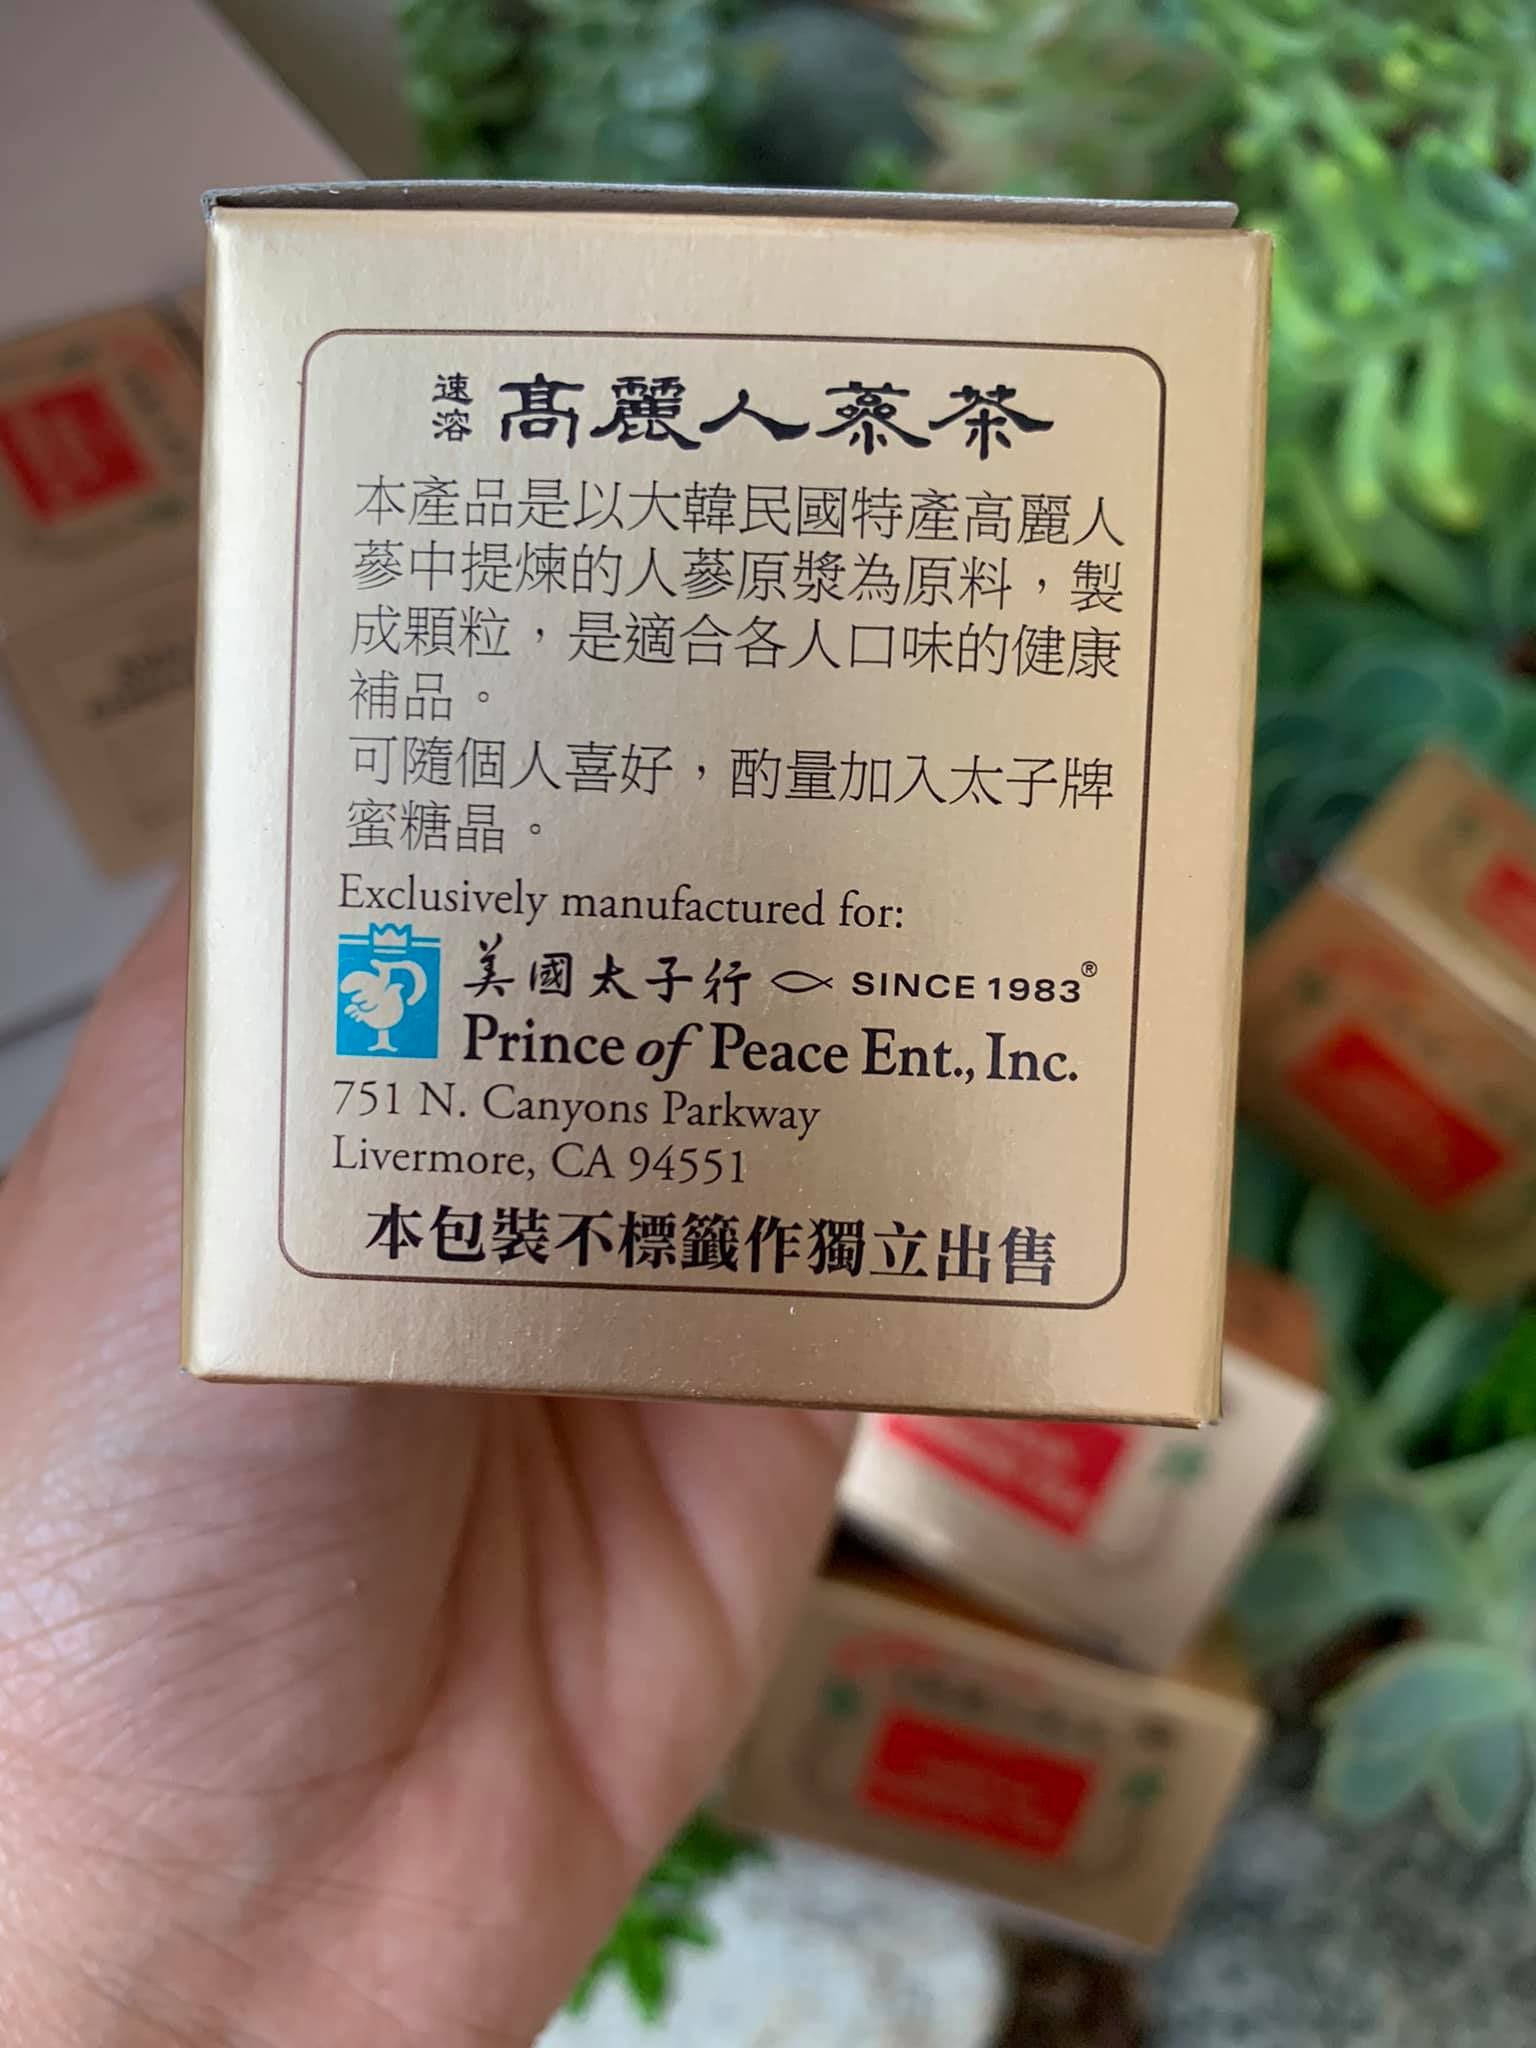 速溶 高麗人蔘茶
本產品是以大韓民國特產高麗人
蔘中提煉的人蔘原漿為原料，製
成顆粒，是適合各人口味的健康
補品。
可隨個人喜好，酌量加入太子牌
蜜糖晶。
Exclusively manufactured for:
美國太子行 SINCE 1983®
Prince of Peace Ent., Inc.
751 N. Canyons Parkway
Livermore, CA 94551
本包裝不標籤作獨立出售